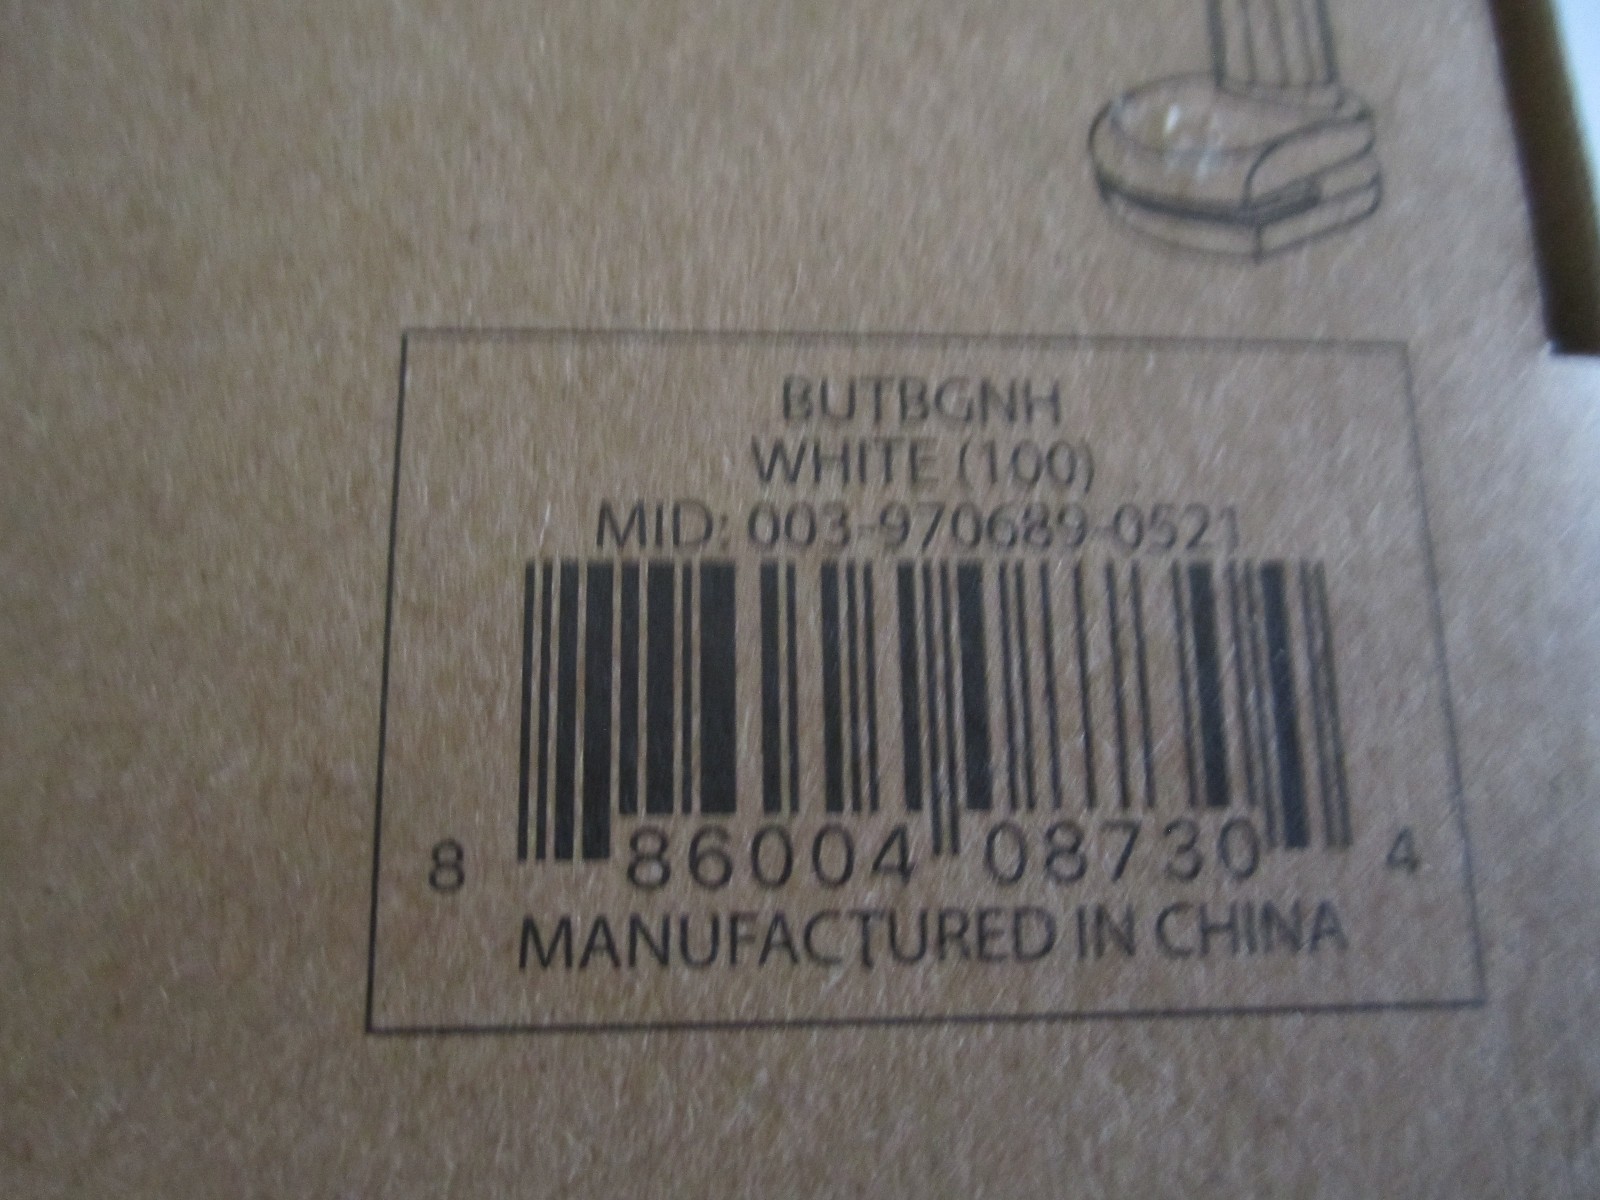 BUTBGNH
WHITE (100)
MID: 003-970689-0521
8 86004 08730 4
MANUFACTURED IN CHINA